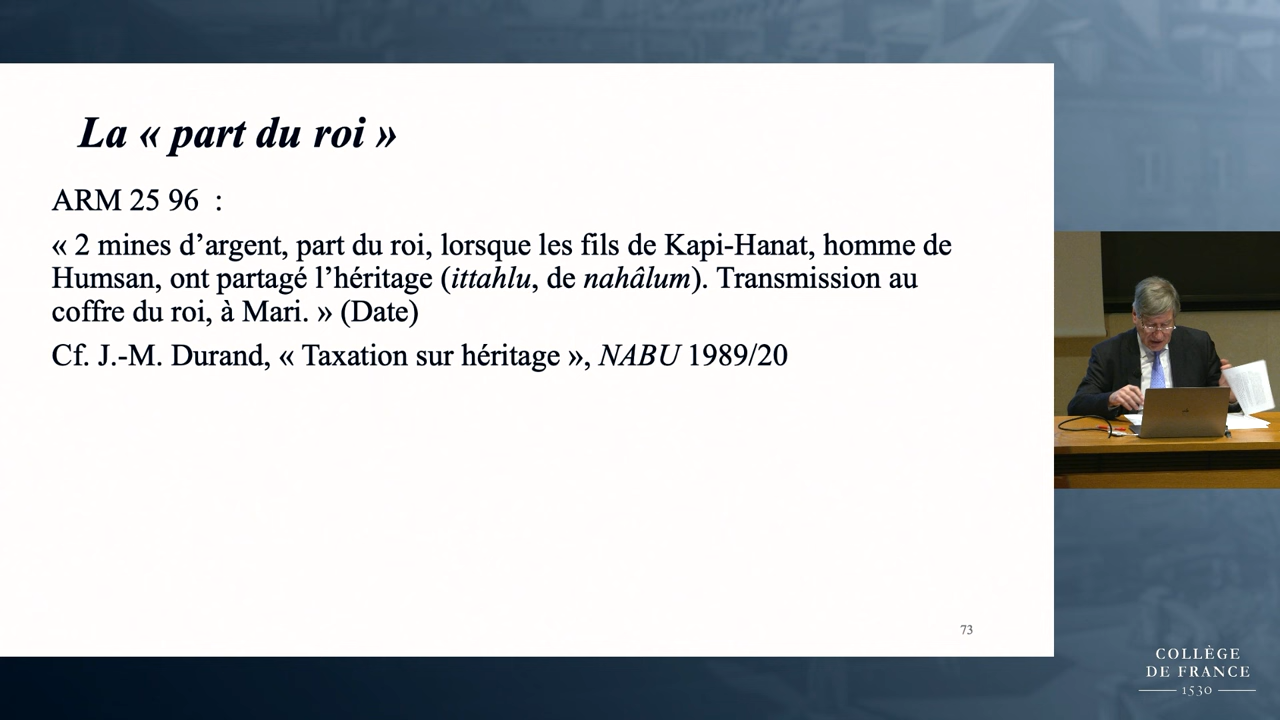 La « part du roi »
ARM 25 96 :
« 2 mines d’argent, part du roi, lorsque les fils de Kapi-Hanat, homme de
Humsan, ont partagé l’héritage (ittahlu, de nahâlum). Transmission au
coffre du roi, à Mari. » (Date)
Cf. J.-M. Durand, « Taxation sur héritage », NABU 1989/20
73
COLLÈGE
DE FRANCE
1530